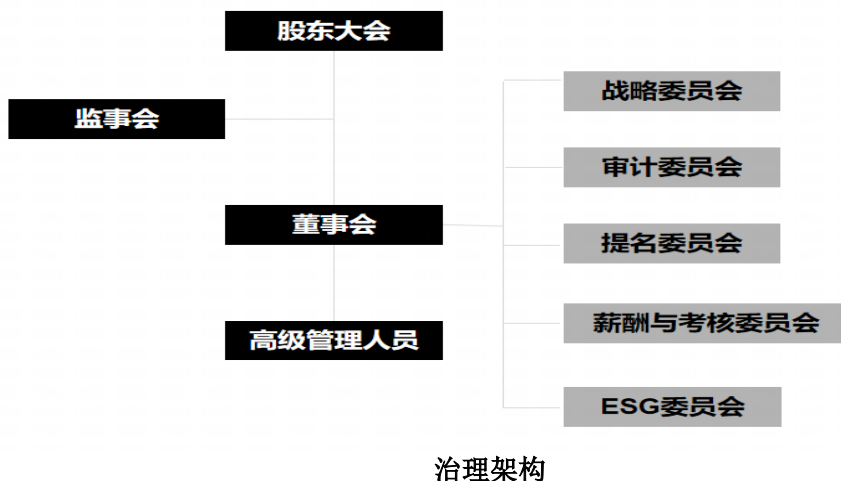 股东大会
监事会
董事会
高级管理人员
战略委员会
审计委员会
提名委员会
薪酬与考核委员会
ESG委员会
治理架构